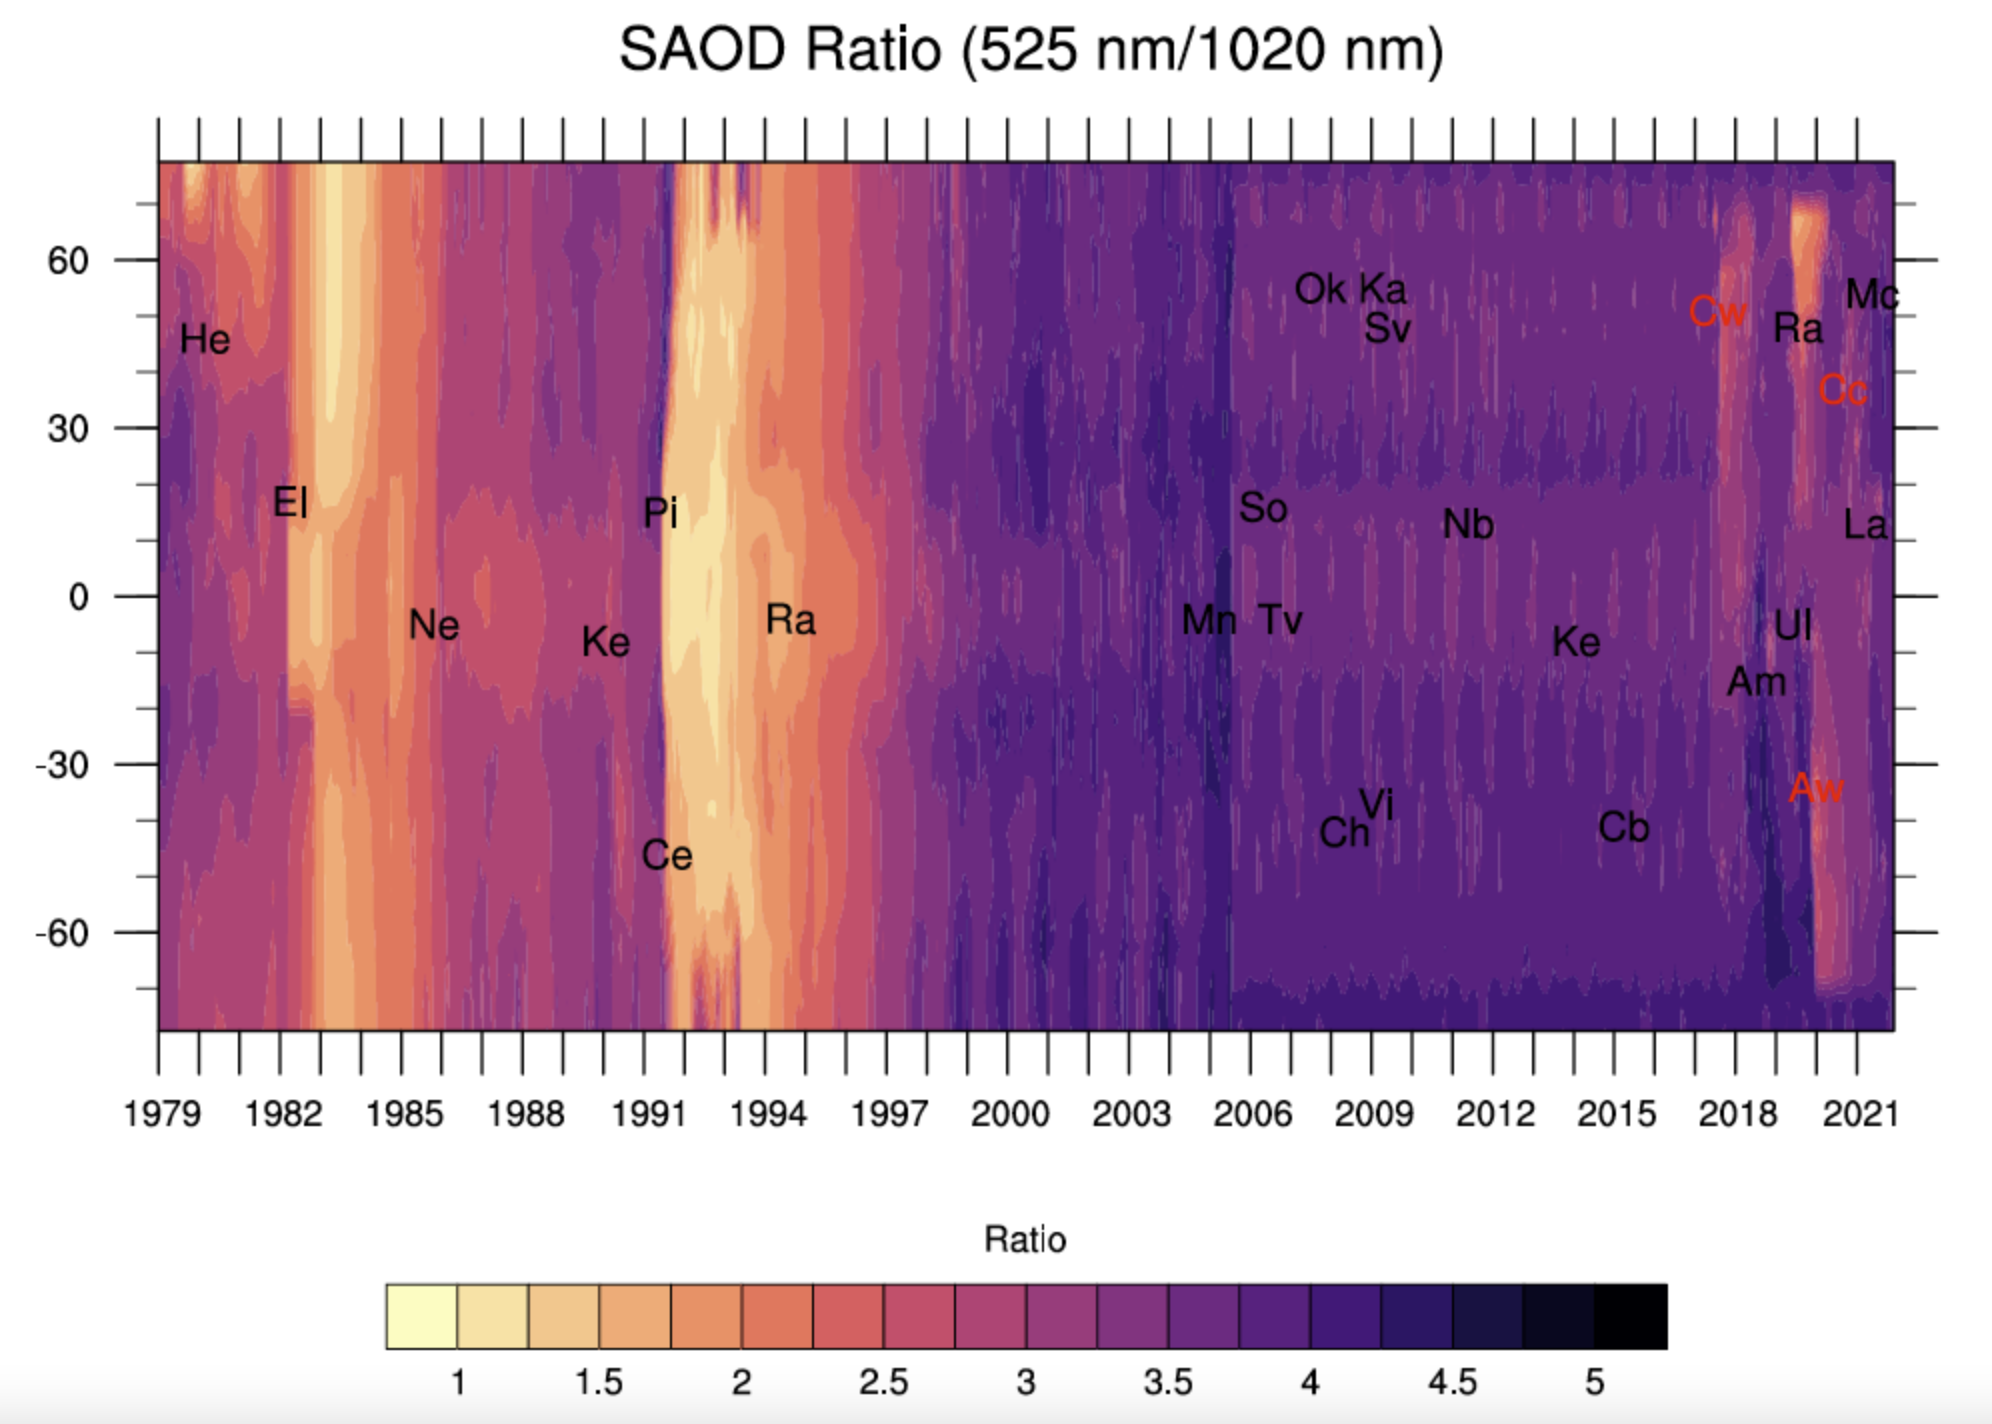 SAOD Ratio (525 nm/1020 nm)
60
30
0
-30
-60
He
El
Ne
Ke
Pi
Ce
Ra
Mn
Tv
So
Ok Ka
Sv
Nb
Ke
Vi
Ch
Cb
Cw
Ra
Mc
Cc
La
Ul
Am
Aw
1979 1982 1985 1988 1991 1994 1997 2000 2003 2006 2009 2012 2015 2018 2021
Ratio
1 1.5 2 2.5 3 3.5 4 4.5 5